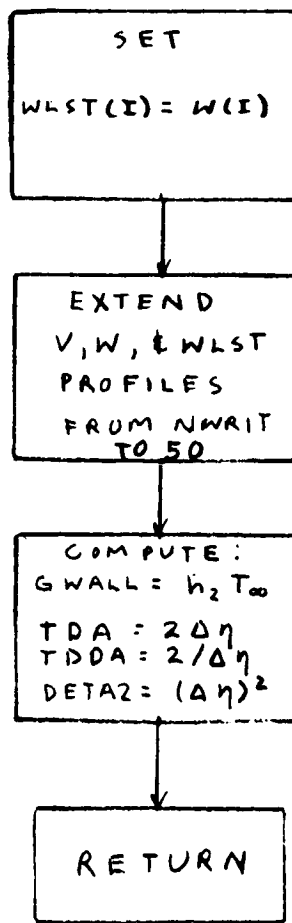 SET
WLST(I) = W(I)
EXTEND
V, W, & WLST
PROFILES
FROM NWRIT
TO 50
COMPUTE:
GWALL = h₂ T∞
TDA = 2Δη
TDDA = 2/Δη
DETA2 = (Δη)²
RETURN